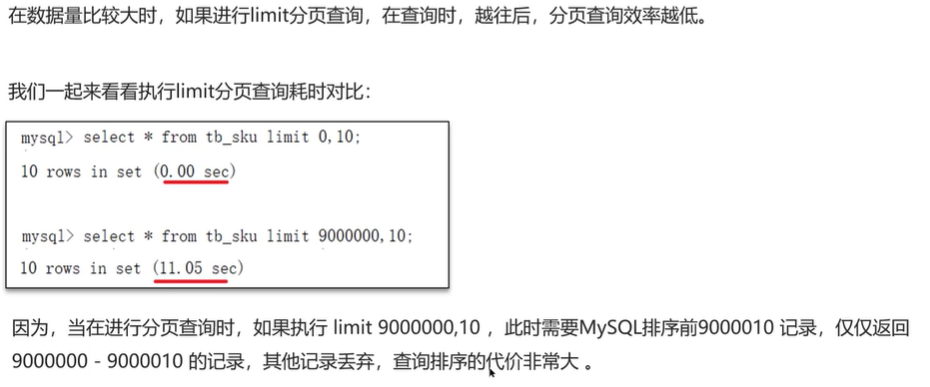 在数据量比较大时，如果进行limit分页查询，在查询时，越往后，分页查询效率越低。
我们一起来看看执行limit分页查询耗时对比：
mysql> select * from tb_sku limit 0,10;
10 rows in set (0.00 sec)
mysql> select * from tb_sku limit 9000000,10;
10 rows in set (11.05 sec)
因为，当在进行分页查询时，如果执行 limit 9000000,10 ，此时需要MySQL排序前9000010 记录，仅仅返回
9000000 - 9000010 的记录，其他记录丢弃，查询排序的代价非常大 。